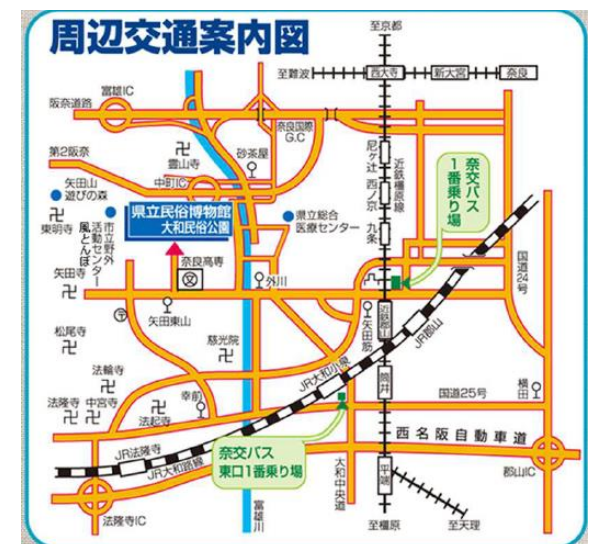 周辺交通案内図
至京都
至難波
西大寺
新大宮
奈良
富雄IC
阪奈道路
奈良国際
G.C
砂茶屋
霊山寺
第2阪奈
中町IC
尼ヶ辻
西ノ京
九条
近鉄橿原線
奈交バス
1番乗り場
矢田山
遊びの森
東明寺
市立野外
活動センター
風とんぼ
県立民俗博物館
大和民俗公園
県立総合
医療センター
国道24号
矢田寺
奈良高専
文
外川
矢田東山
矢田筋
近鉄郡山
JR郡山
松尾寺
慈光院
法輪寺
JR大和小泉
筒井
法隆寺
中宮寺
法起寺
幸前
国道25号
横田
西名阪自動車道
JR法隆寺
JR大和路線
奈交バス
東口1番乗り場
大和中央道
平端
郡山IC
法隆寺IC
富雄川
至橿原
至天理